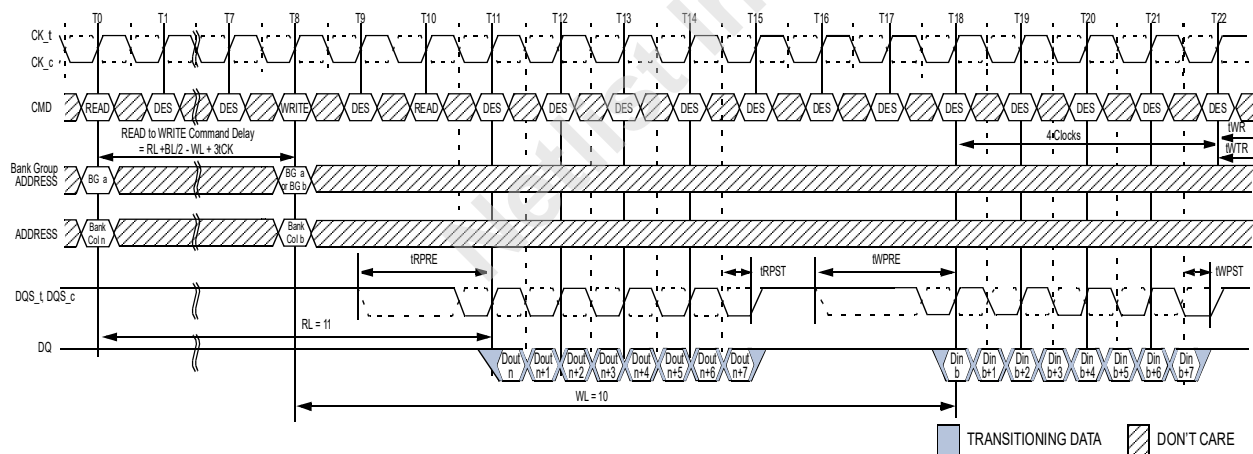 T0 T1 T7 T8 T9 T10 T11 T12 T13 T14 T15 T16 T17 T18 T19 T20 T21 T22
CK_t
CK_c
CMD READ DES DES WRITE DES READ DES DES DES DES DES DES DES DES DES DES DES DES
READ to WRITE Command Delay
= RL +BL/2 - WL + 3tCK
4 Clocks
tWR
tWTR
Bank Group
ADDRESS
BG a
BG a
or BG b
ADDRESS
Bank
Col n
Bank
Col b
tRPRE tRPST tWPRE tWPST
DQS_t, DQS_c
RL = 11
DQ
Dout
n
Dout
n+1
Dout
n+2
Dout
n+3
Dout
n+4
Dout
n+5
Dout
n+6
Dout
n+7
Din
b
Din
b+1
Din
b+2
Din
b+3
Din
b+4
Din
b+5
Din
b+6
Din
b+7
WL = 10
TRANSITIONING DATA
DON'T CARE
Netlist